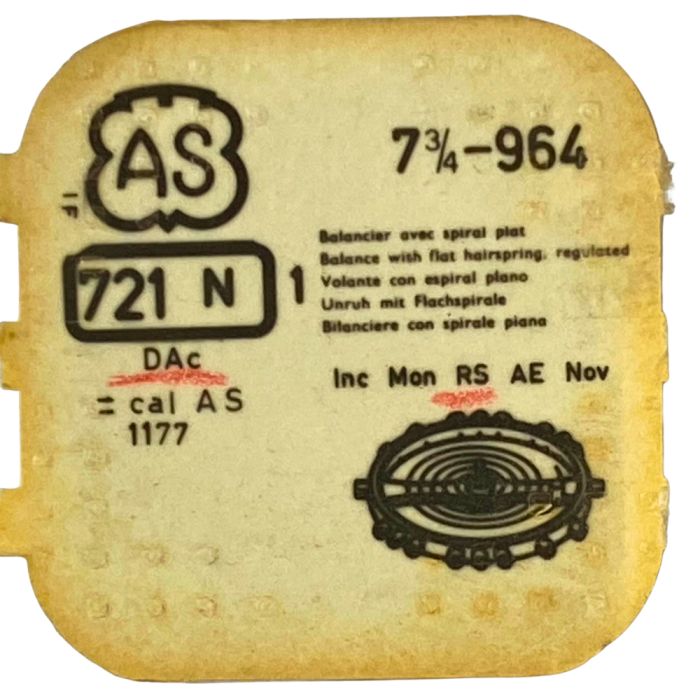 AS
IF
7¾-964
721 N 1
Balancier avec spiral plat
Balance with flat hairspring, regulated
Volante con espiral plano
Unruh mit Flachspirale
Bilanciere con spirale piana
DAc
= cal AS
1177
Inc Mon RS AE Nov